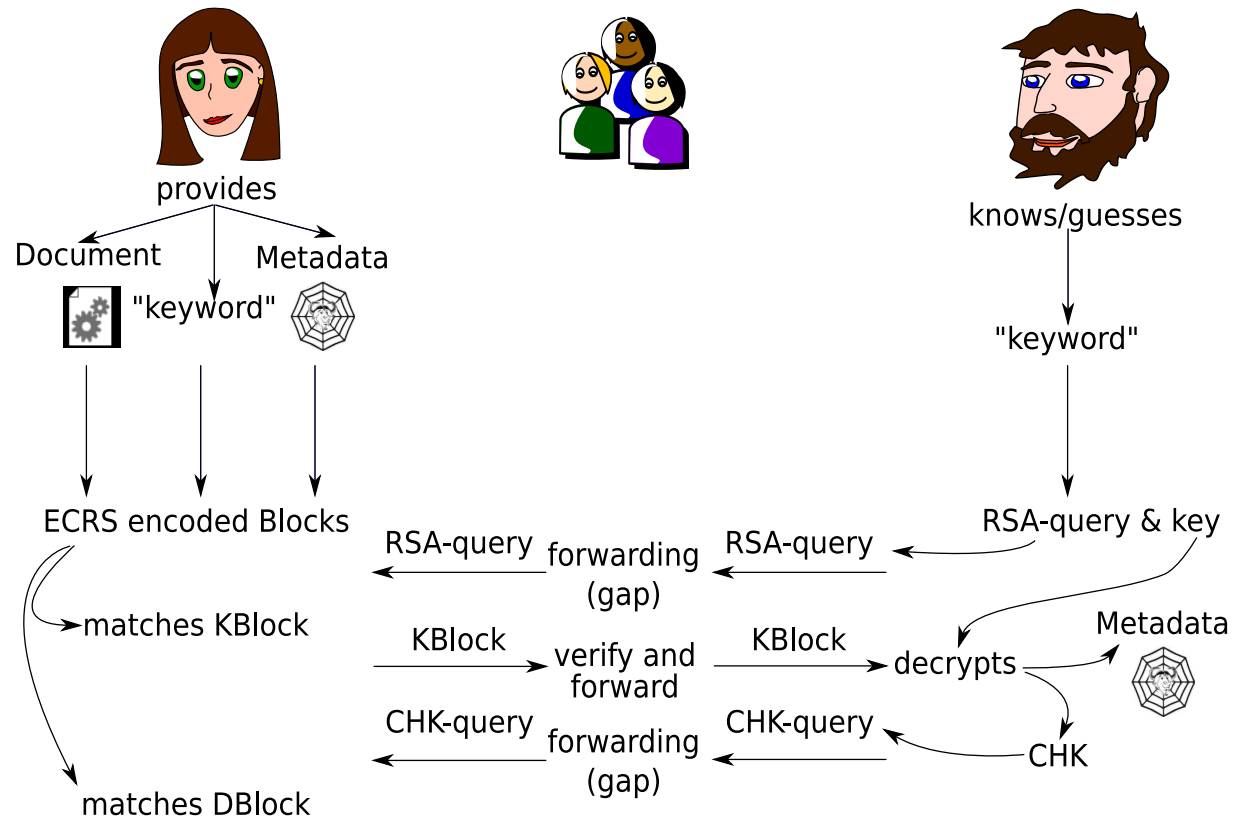 provides
knows/guesses
Document
Metadata
"keyword"
"keyword"
ECRS encoded Blocks
RSA-query & key
RSA-query
forwarding
(gap)
RSA-query
matches KBlock
KBlock
verify and
forward
KBlock
decrypts
Metadata
CHK-query
forwarding
(gap)
CHK-query
CHK
matches DBlock